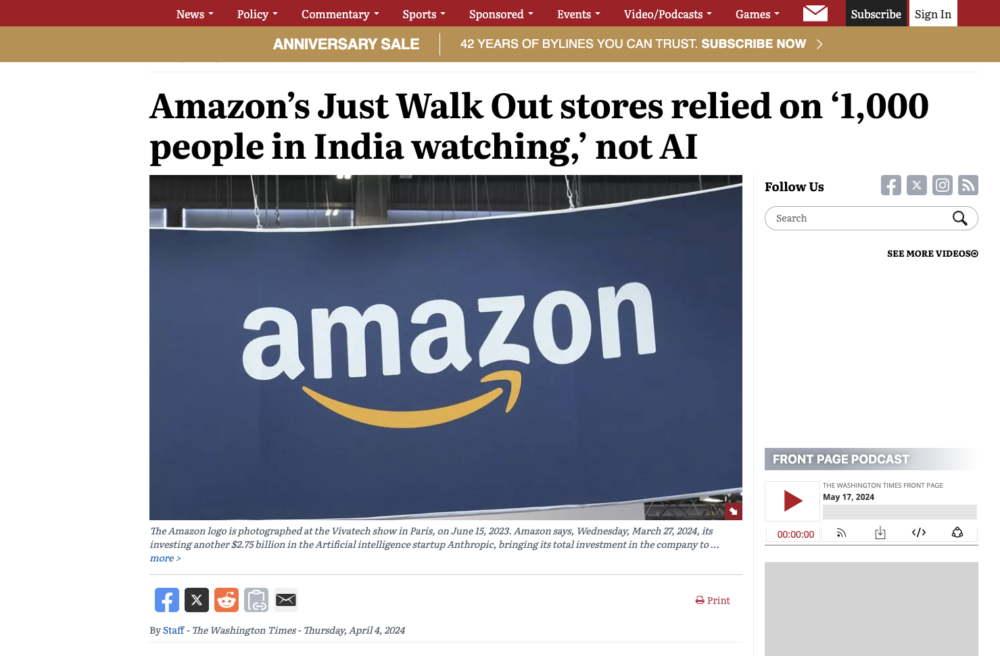 News Policy Commentary Sports Sponsored Events Video/Podcasts Games Subscribe Sign In
ANNIVERSARY SALE 42 YEARS OF BYLINES YOU CAN TRUST. SUBSCRIBE NOW
Amazon’s Just Walk Out stores relied on ‘1,000
people in India watching,’ not AI
amazon
The Amazon logo is photographed at the Vivatech show in Paris, on June 15, 2023. Amazon says, Wednesday, March 27, 2024, its
investing another $2.75 billion in the Artificial intelligence startup Anthropic, bringing its total investment in the company to ...
more >
Print
By Staff - The Washington Times - Thursday, April 4, 2024
Follow Us
Search
SEE MORE VIDEOS
FRONT PAGE PODCAST
THE WASHINGTON TIMES FRONT PAGE
May 17, 2024
00:00:00